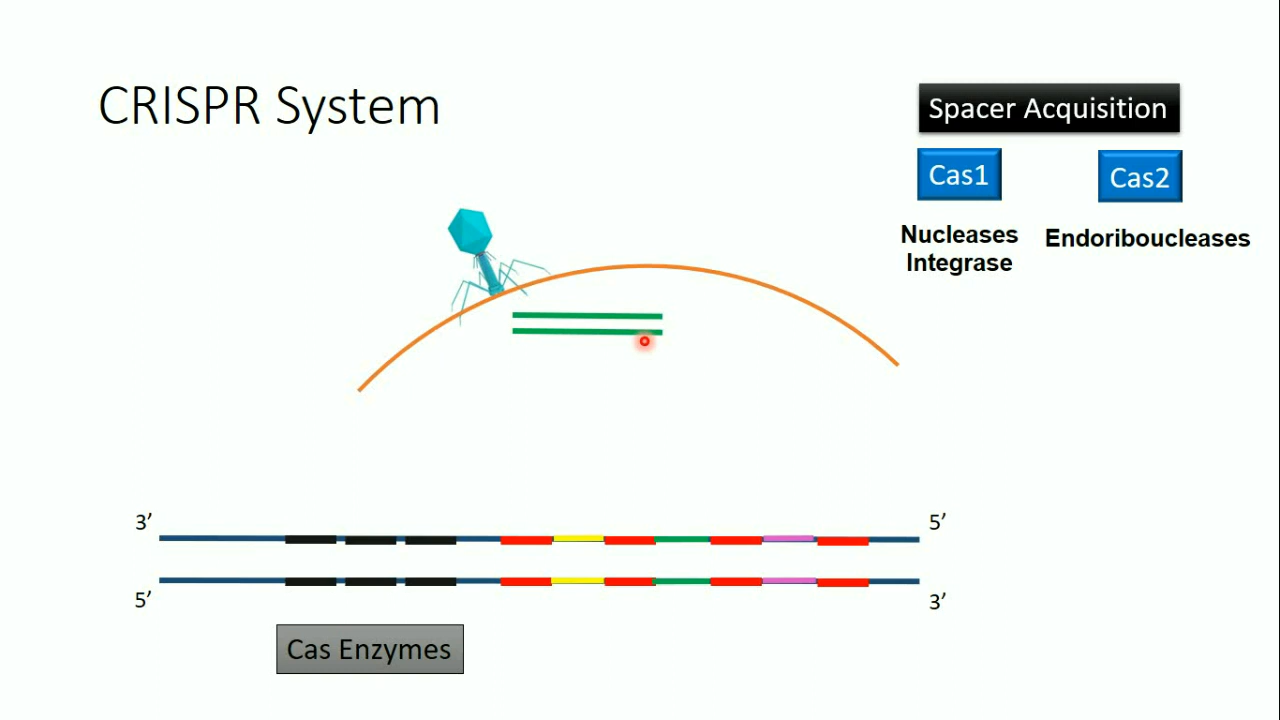 CRISPR System
Spacer Acquisition
Cas1
Cas2
Nucleases
Integrase
Endoriboucleases
3’
5’
5’
3’
Cas Enzymes